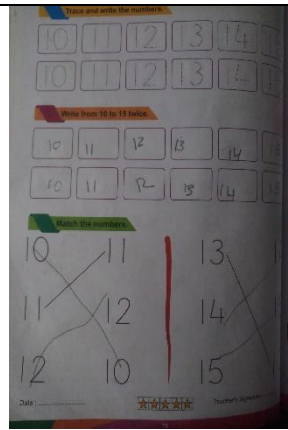 Trace and write the numbers.
10 11 12 13 14
10 11 12 13 14
Write from 10 to 15 twice.
10 11 12 13 14
10 11 12 13 14
Match the numbers.
10 11 13
11 12 14
12 10 15
Date : ....................
Teacher's Signature